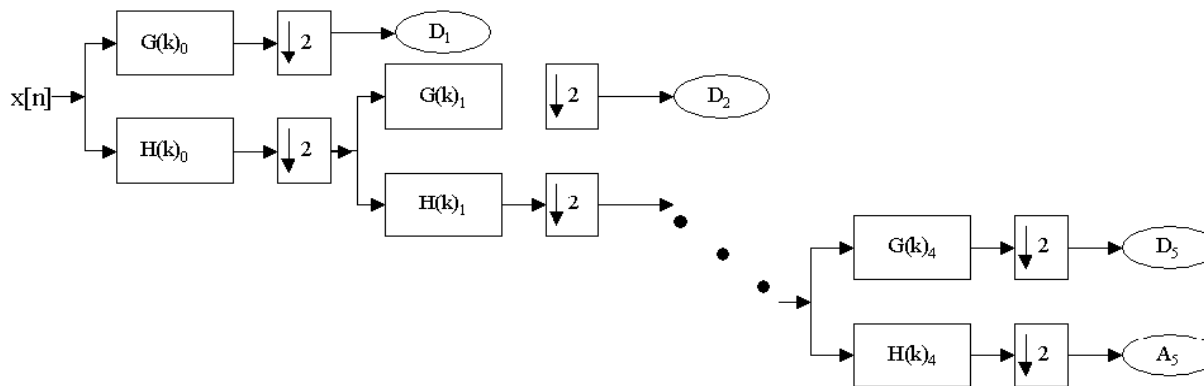 G(k)₀ ↓ 2 D₁
x[n]
H(k)₀ ↓ 2
G(k)₁ ↓ 2 D₂
H(k)₁ ↓ 2
G(k)₄ ↓ 2 D₅
H(k)₄ ↓ 2 A₅